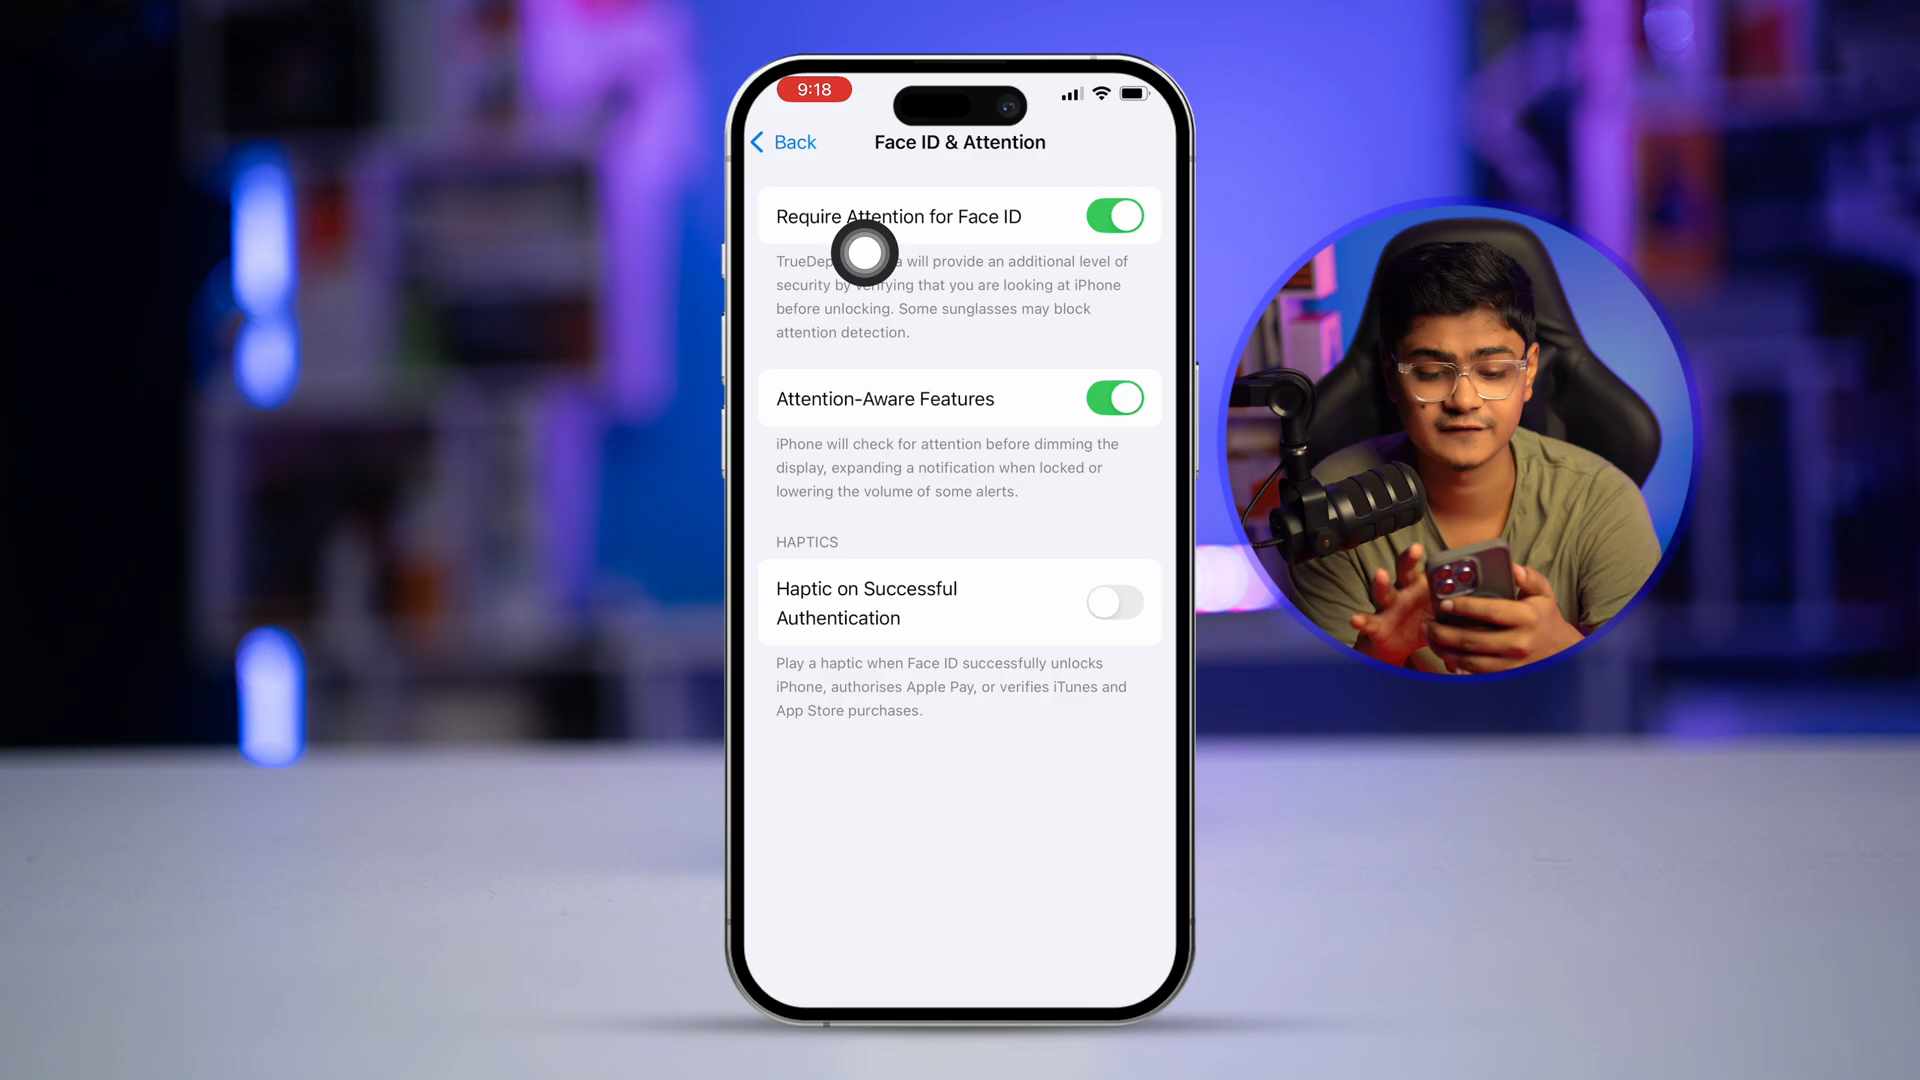 9:18
Back
Face ID & Attention
Require Attention for Face ID
will provide an additional level of
security by verifying that you are looking at iPhone
before unlocking. Some sunglasses may block
attention detection.
Attention-Aware Features
iPhone will check for attention before dimming the
display, expanding a notification when locked or
lowering the volume of some alerts.
HAPTICS
Haptic on Successful
Authentication
Play a haptic when Face ID successfully unlocks
iPhone, authorises Apple Pay, or verifies iTunes and
App Store purchases.